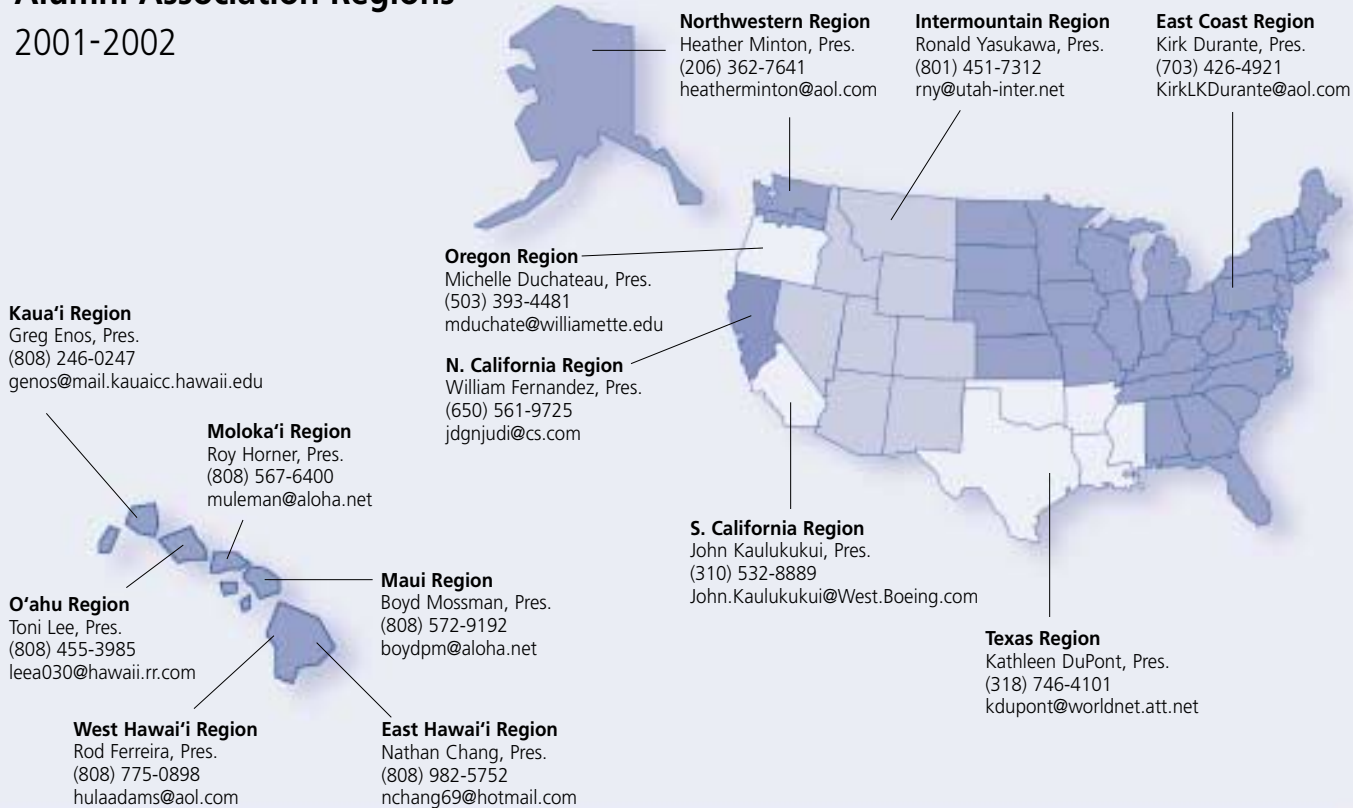 Alumni Association Regions
2001-2002
Northwestern Region
Heather Minton, Pres.
(206) 362-7641
heatherminton@aol.com
Intermountain Region
Ronald Yasukawa, Pres.
(801) 451-7312
rny@utah-inter.net
East Coast Region
Kirk Durante, Pres.
(703) 426-4921
KirkLKDurante@aol.com
Oregon Region
Michelle Duchateau, Pres.
(503) 393-4481
mduchate@williamette.edu
N. California Region
William Fernandez, Pres.
(650) 561-9725
jdgnjudi@cs.com
Kaua‘i Region
Greg Enos, Pres.
(808) 246-0247
genos@mail.kauaicc.hawaii.edu
Moloka‘i Region
Roy Horner, Pres.
(808) 567-6400
muleman@aloha.net
S. California Region
John Kaulukukui, Pres.
(310) 532-8889
John.Kaulukukui@West.Boeing.com
Maui Region
Boyd Mossman, Pres.
(808) 572-9192
boydpm@aloha.net
O‘ahu Region
Toni Lee, Pres.
(808) 455-3985
leea030@hawaii.rr.com
Texas Region
Kathleen DuPont, Pres.
(318) 746-4101
kdupont@worldnet.att.net
West Hawai‘i Region
Rod Ferreira, Pres.
(808) 775-0898
hulaadams@aol.com
East Hawai‘i Region
Nathan Chang, Pres.
(808) 982-5752
nchang69@hotmail.com